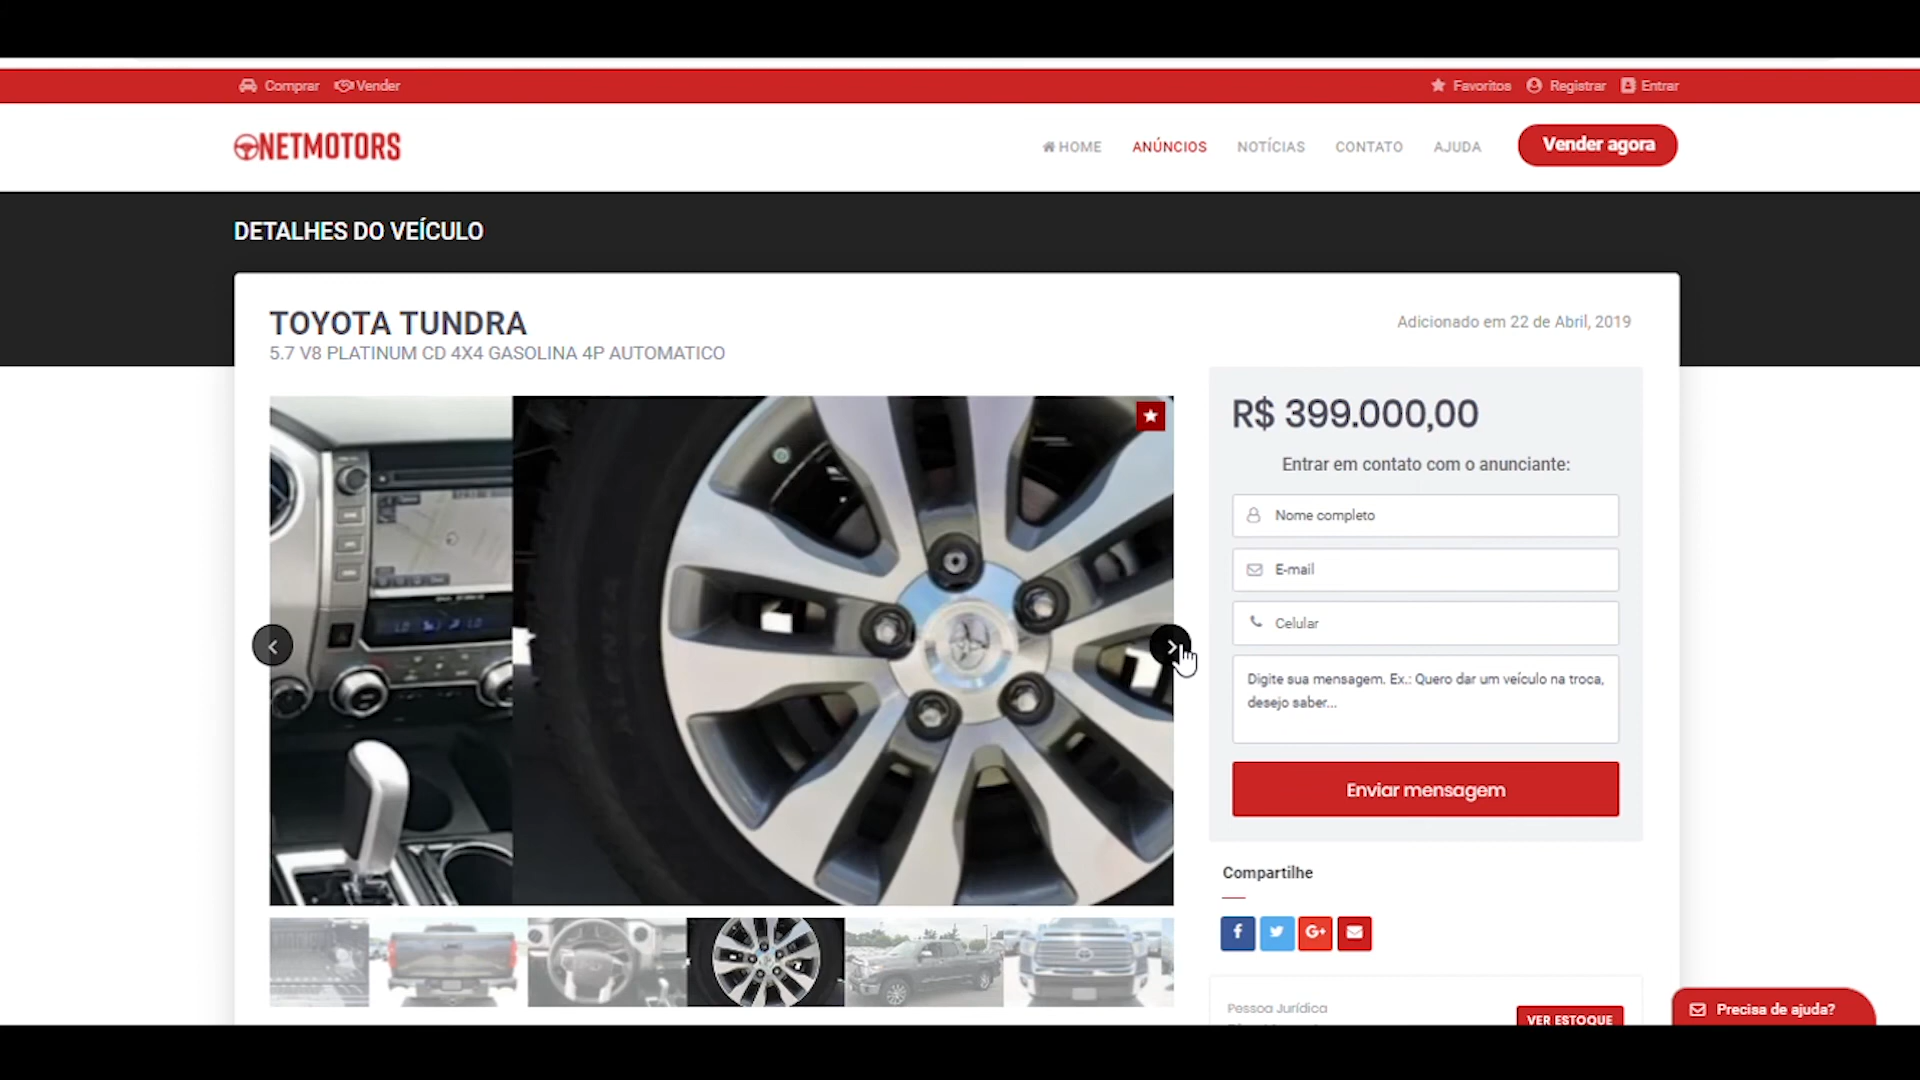 Comprar Vender
Favoritos Registrar Entrar
NETMOTORS
HOME ANÚNCIOS NOTÍCIAS CONTATO AJUDA Vender agora
DETALHES DO VEÍCULO
TOYOTA TUNDRA
5.7 V8 PLATINUM CD 4X4 GASOLINA 4P AUTOMATICO
Adicionado em 22 de Abril, 2019
R$ 399.000,00
Entrar em contato com o anunciante:
Nome completo
E-mail
Celular
Digite sua mensagem. Ex.: Quero dar um veículo na troca,
desejo saber...
Enviar mensagem
Compartilhe
f
G+
Pessoa Jurídica
VER ESTOQUE
Precisa de ajuda?